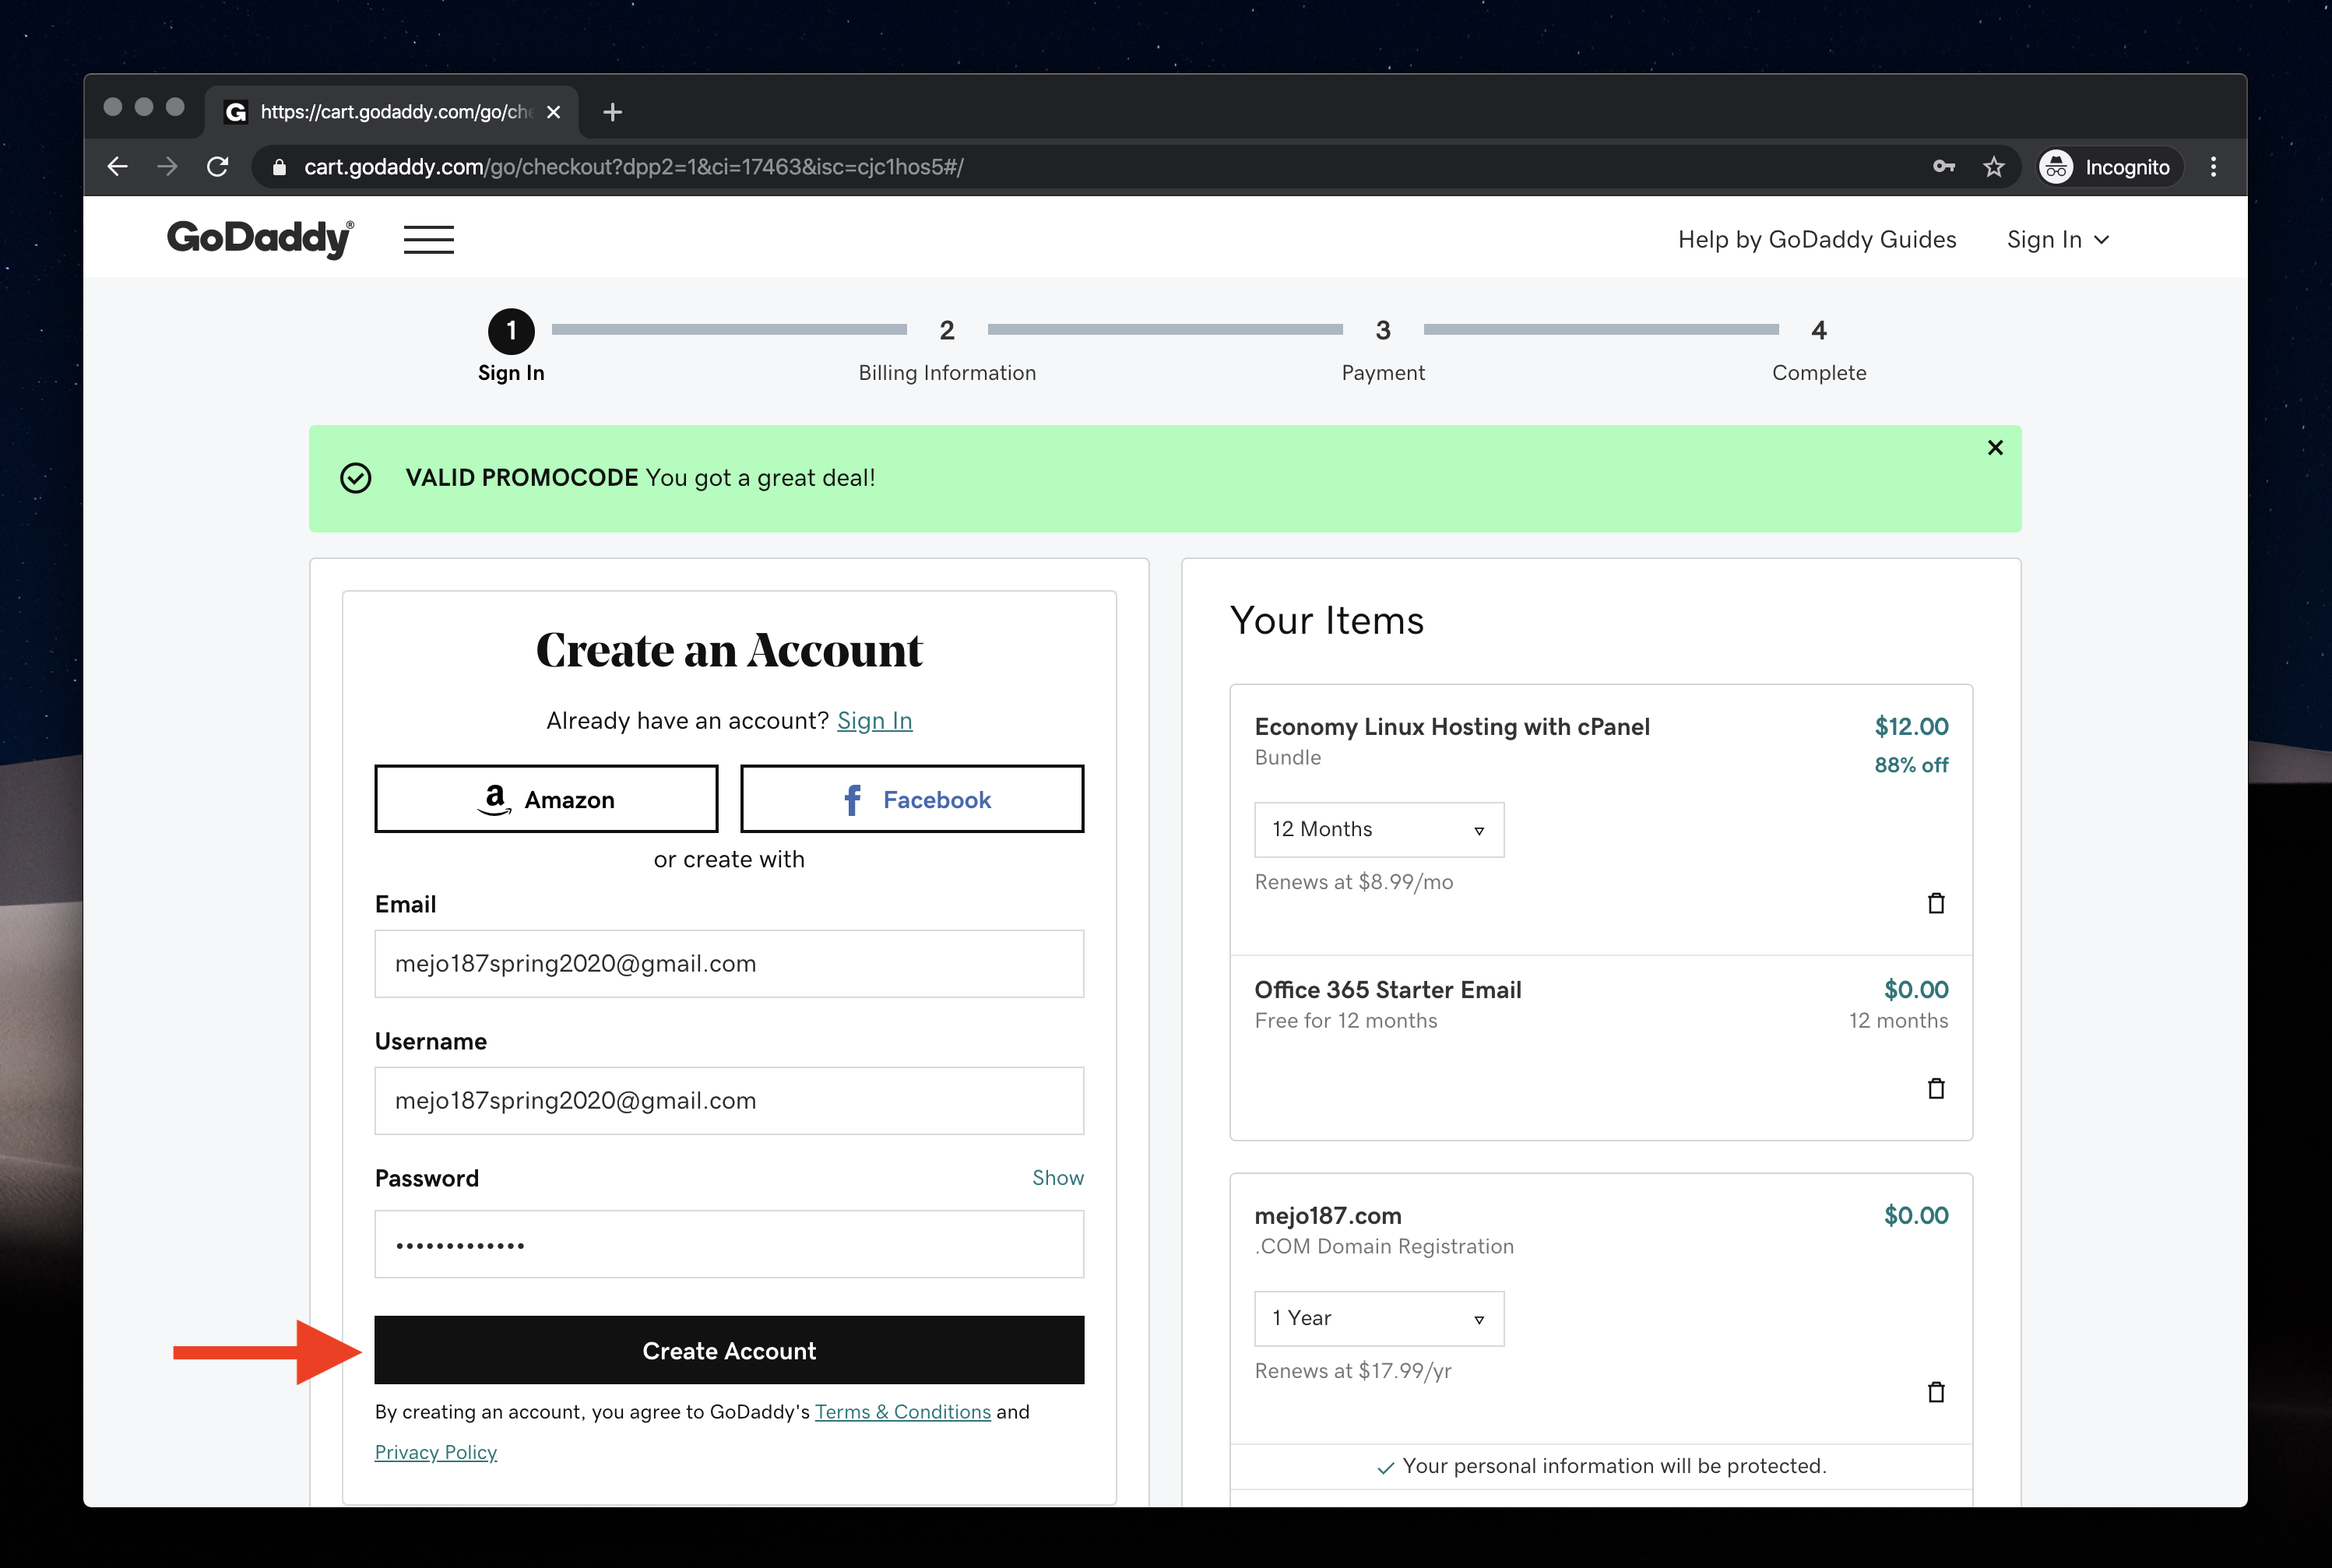 https://cart.godaddy.com/go/che
cart.godaddy.com/go/checkout?dpp2=1&ci=17463&isc=cjc1hos5#/
Incognito
GoDaddy®
Help by GoDaddy Guides
Sign In
1
2
3
4
Sign In
Billing Information
Payment
Complete
VALID PROMOCODE You got a great deal!
Create an Account
Already have an account? Sign In
Amazon
Facebook
or create with
Email
mejo187spring2020@gmail.com
Username
mejo187spring2020@gmail.com
Password
Show
•••••••••••••
Create Account
By creating an account, you agree to GoDaddy's Terms & Conditions and
Privacy Policy
Your Items
Economy Linux Hosting with cPanel
$12.00
Bundle
88% off
12 Months
Renews at $8.99/mo
Office 365 Starter Email
$0.00
Free for 12 months
12 months
mejo187.com
$0.00
.COM Domain Registration
1 Year
Renews at $17.99/yr
Your personal information will be protected.